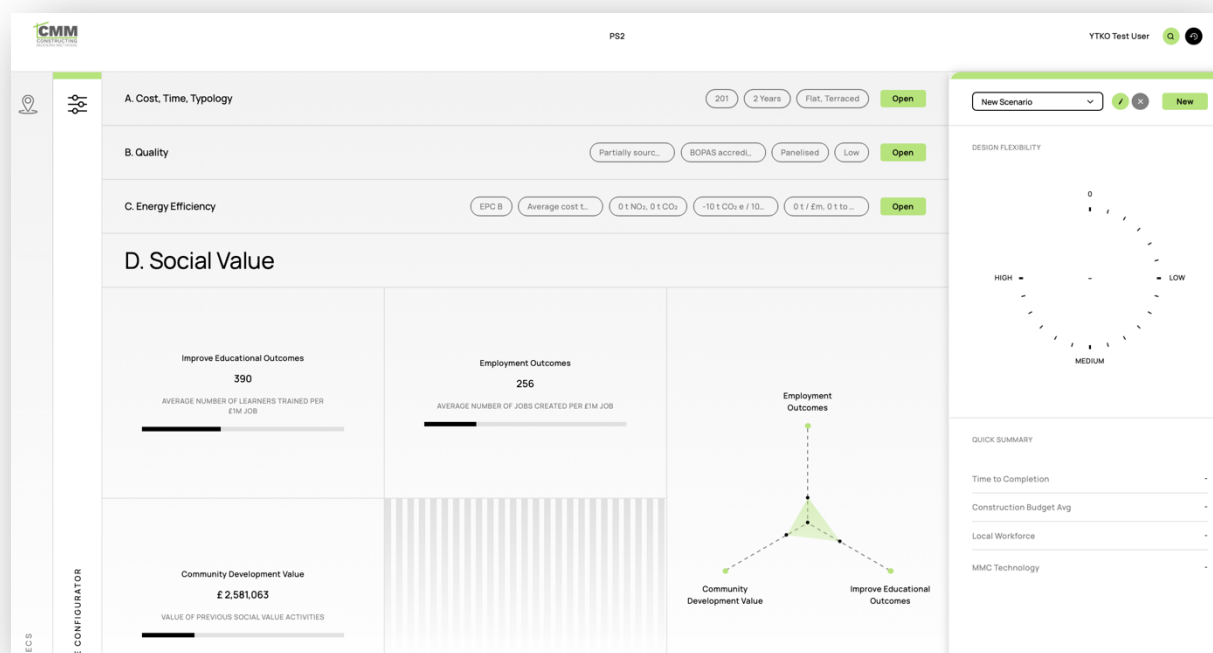 CMM
CONSTRUCTING
PS2
YTKO Test User
A. Cost, Time, Typology
201
2 Years
Flat, Terraced
Open
B. Quality
Partially sourc...
BOPAS accredi...
Panelised
Low
Open
C. Energy Efficiency
EPC B
Average cost t...
0 t NO₂, 0 t CO₂
-10 t CO₂ e / 10...
0 t / £m, 0 t to ...
Open
D. Social Value
Improve Educational Outcomes
390
AVERAGE NUMBER OF LEARNERS TRAINED PER
£1M JOB
Employment Outcomes
256
AVERAGE NUMBER OF JOBS CREATED PER £1M JOB
Community Development Value
£ 2,581,063
VALUE OF PREVIOUS SOCIAL VALUE ACTIVITIES
Employment
Outcomes
Community
Development Value
Improve Educational
Outcomes
New Scenario
New
DESIGN FLEXIBILITY
0
HIGH
-
LOW
MEDIUM
QUICK SUMMARY
Time to Completion -
Construction Budget Avg -
Local Workforce -
MMC Technology -
ECS
E CONFIGURATOR